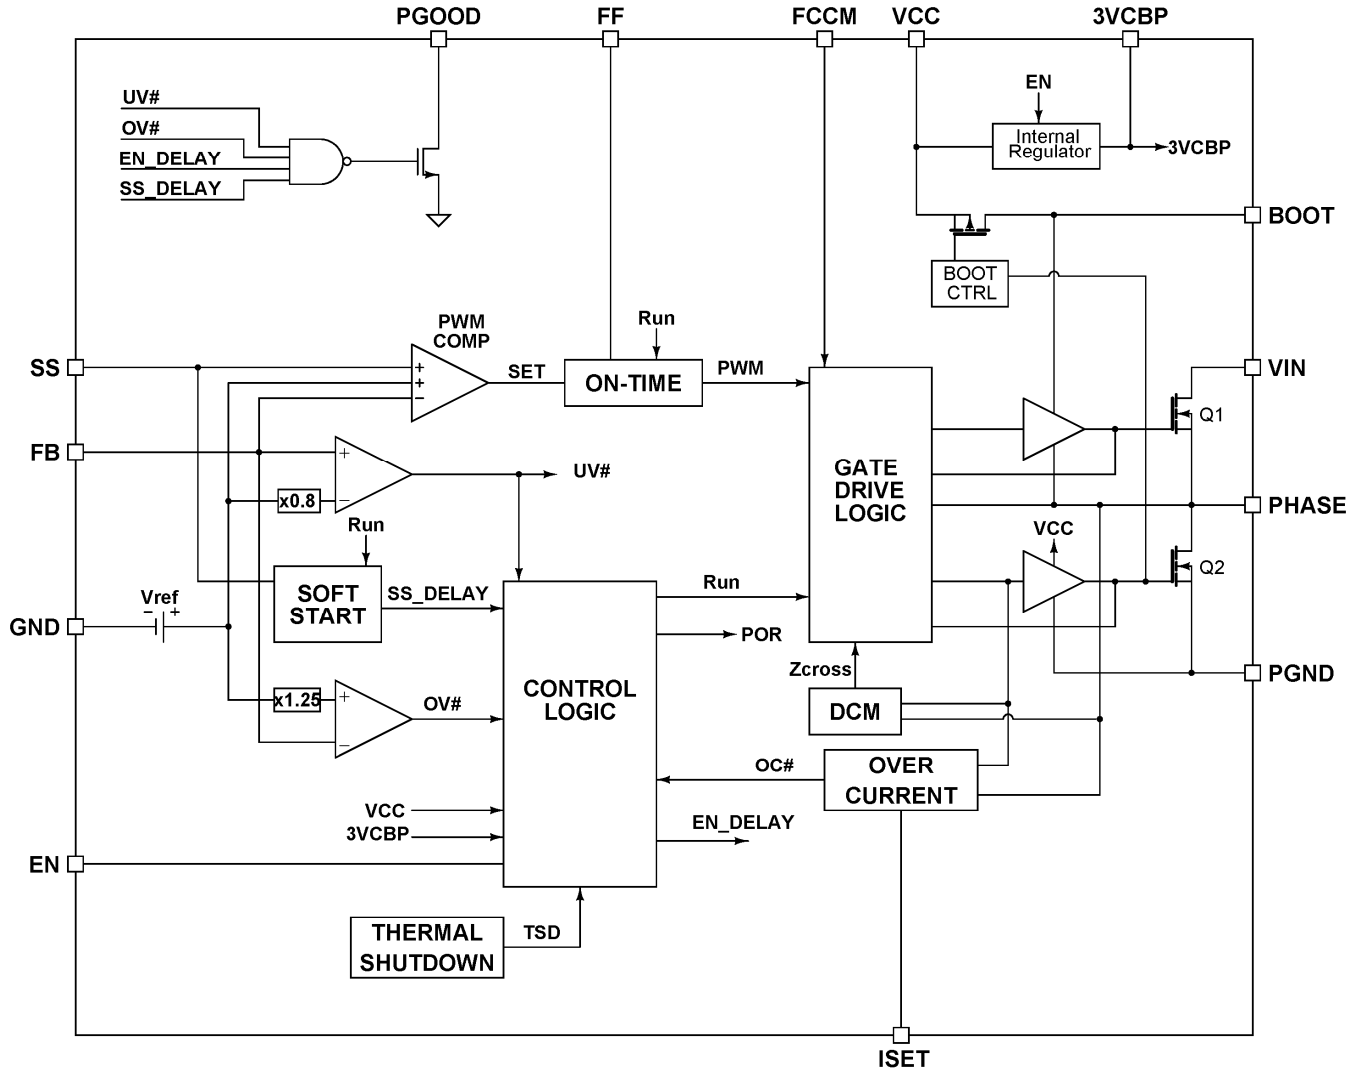 PGOOD
FF
FCCM
VCC
3VCBP
UV#
OV#
EN_DELAY
SS_DELAY
EN
Internal
Regulator
3VCBP
BOOT
BOOT
CTRL
PWM
COMP
Run
SS
+
+
−
SET
ON-TIME
PWM
VIN
Q1
FB
+
−
x0.8
UV#
GATE
DRIVE
LOGIC
PHASE
Run
VCC
Q2
SOFT
START
SS_DELAY
Run
Vref
− +
GND
POR
Zcross
PGND
x1.25
+
−
OV#
CONTROL
LOGIC
DCM
OC#
OVER
CURRENT
VCC
3VCBP
EN_DELAY
EN
THERMAL
SHUTDOWN
TSD
ISET